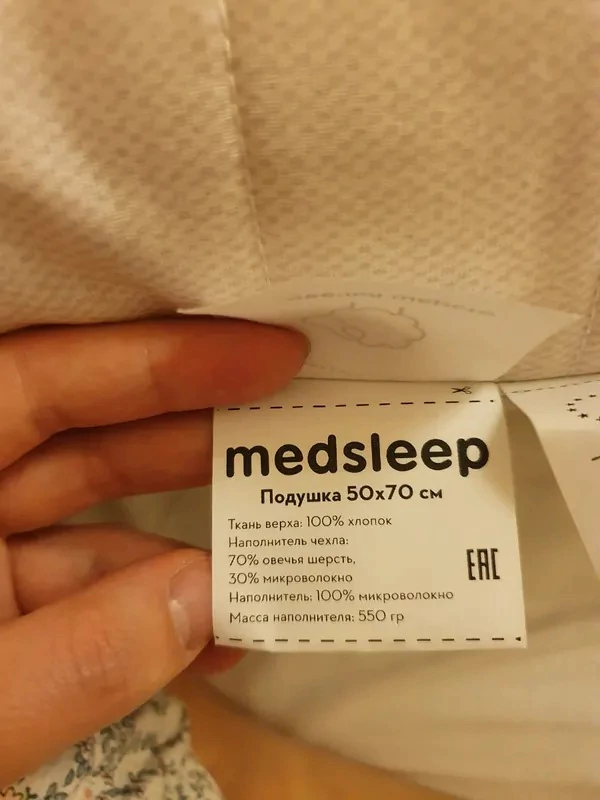 medsleep
Подушка 50x70 см
Ткань верха: 100% хлопок
Наполнитель чехла:
70% овечья шерсть,
30% микроволокно
Наполнитель: 100% микроволокно
Масса наполнителя: 550 гр
EAC